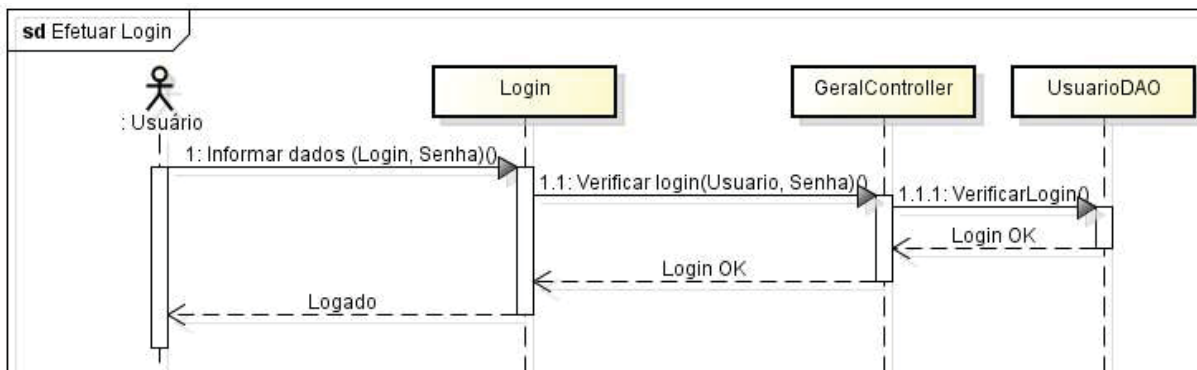 sd Efetuar Login
Login
GeralController
UsuarioDAO
: Usuário
1: Informar dados (Login, Senha)()
1.1: Verificar login(Usuario, Senha)()
1.1.1: VerificarLogin()
Login OK
Login OK
Logado